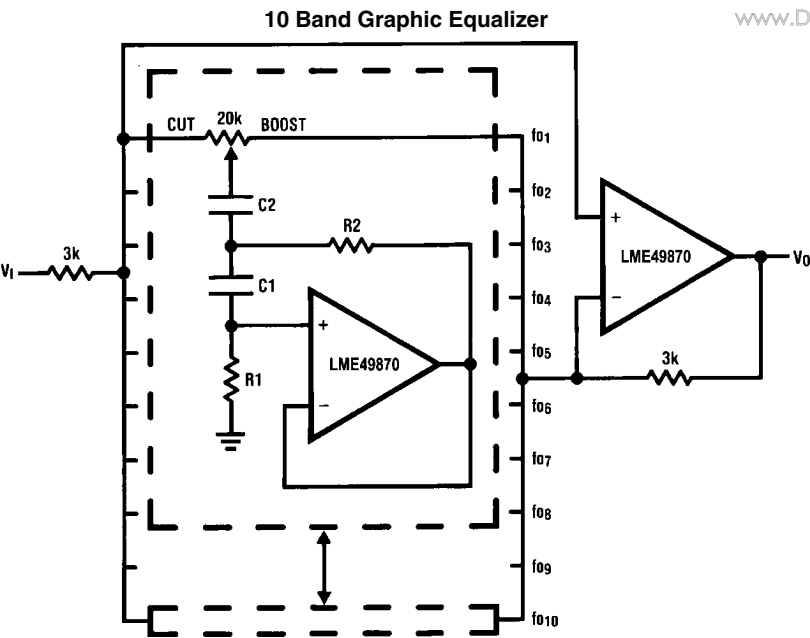 10 Band Graphic Equalizer
www.D
CUT 20k BOOST
fo1
C2
fo2
R2
fo3
3k
VI
C1
fo4
+
LME49870
−
VO
+
LME49870
−
R1
fo5
3k
fo6
fo7
fo8
fo9
fo10